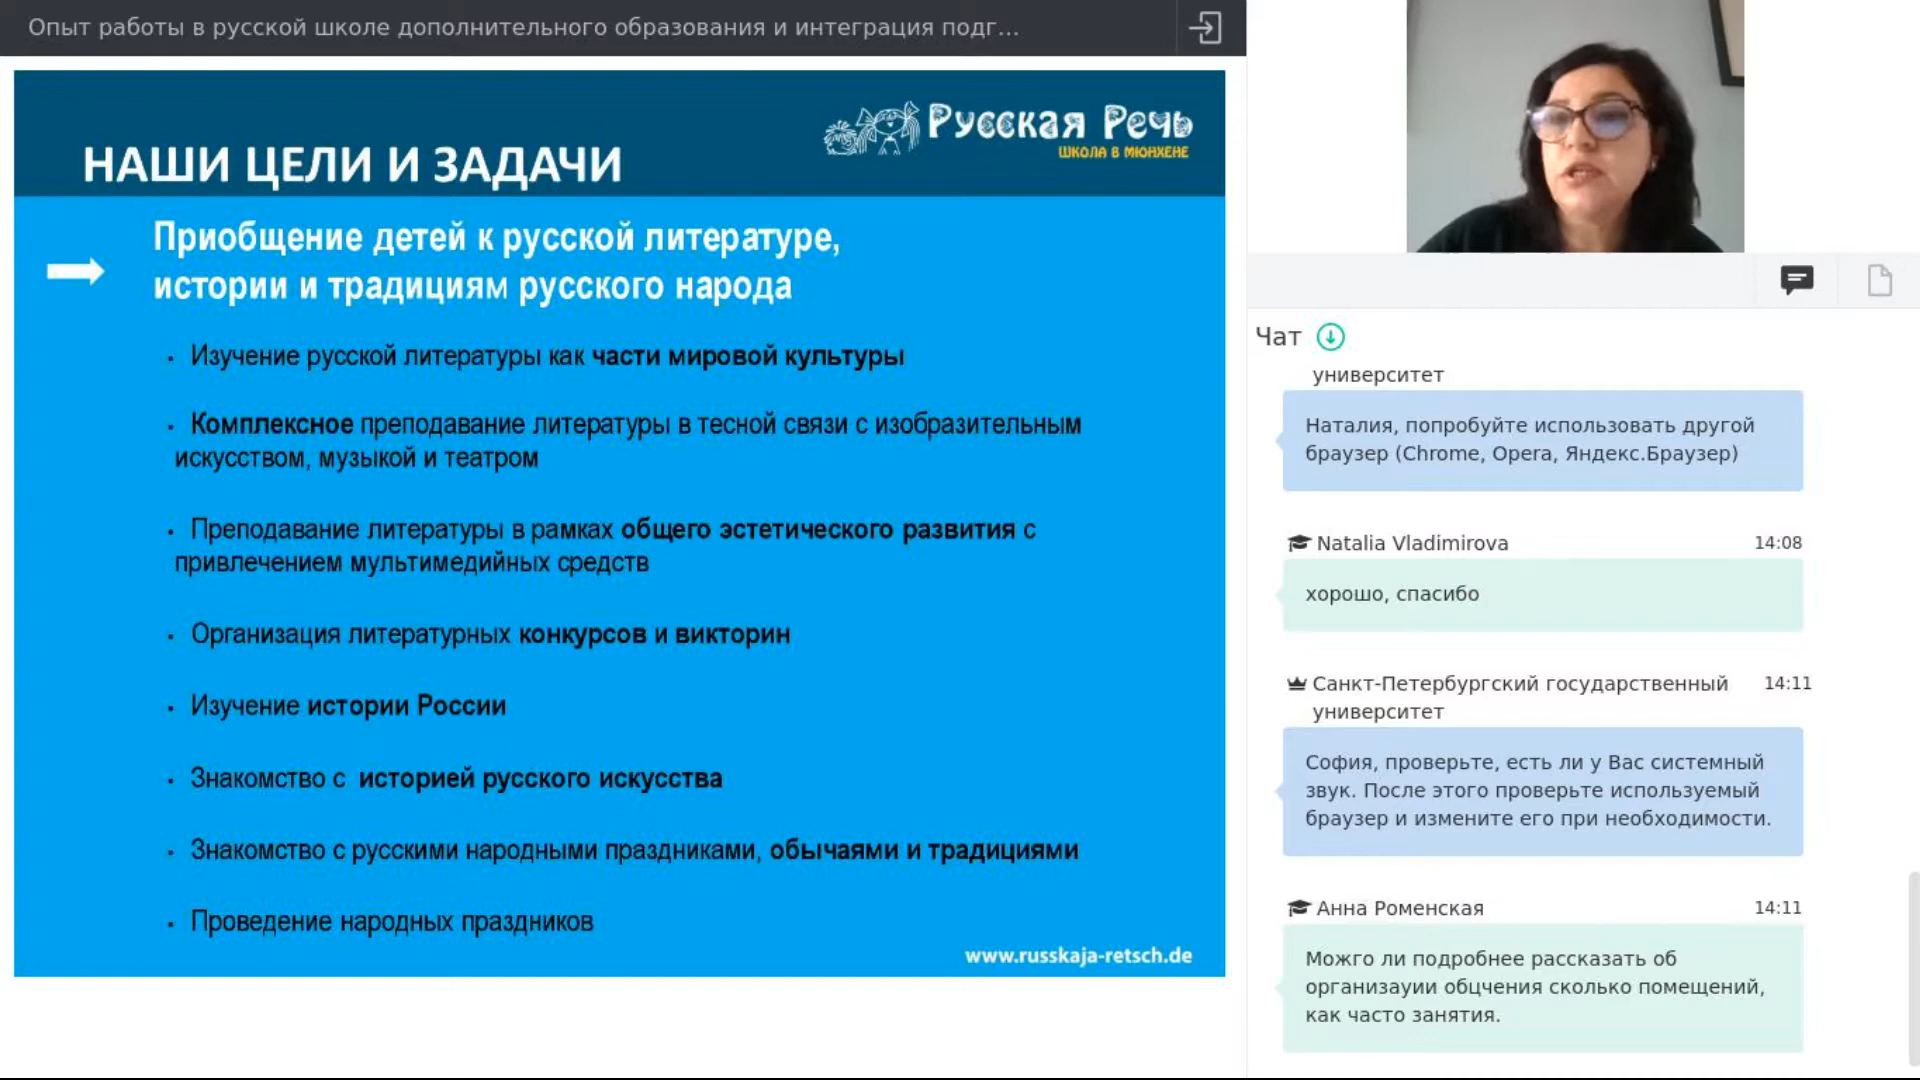 Опыт работы в русской школе дополнительного образования и интеграция подг...
Русская Речь
ШКОЛА В МЮНХЕНЕ
НАШИ ЦЕЛИ И ЗАДАЧИ
Приобщение детей к русской литературе,
истории и традициям русского народа
• Изучение русской литературы как части мировой культуры
• Комплексное преподавание литературы в тесной связи с изобразительным
искусством, музыкой и театром
• Преподавание литературы в рамках общего эстетического развития с
привлечением мультимедийных средств
• Организация литературных конкурсов и викторин
• Изучение истории России
• Знакомство с историей русского искусства
• Знакомство с русскими народными праздниками, обычаями и традициями
• Проведение народных праздников
www.russkaja-retsch.de
Чат
университет
Наталия, попробуйте использовать другой
браузер (Chrome, Opera, Яндекс.Браузер)
Natalia Vladimirova 14:08
хорошо, спасибо
Санкт-Петербургский государственный 14:11
университет
София, проверьте, есть ли у Вас системный
звук. После этого проверьте используемый
браузер и измените его при необходимости.
Анна Роменская 14:11
Можго ли подробнее рассказать об
организауии обцчения сколько помещений,
как часто занятия.